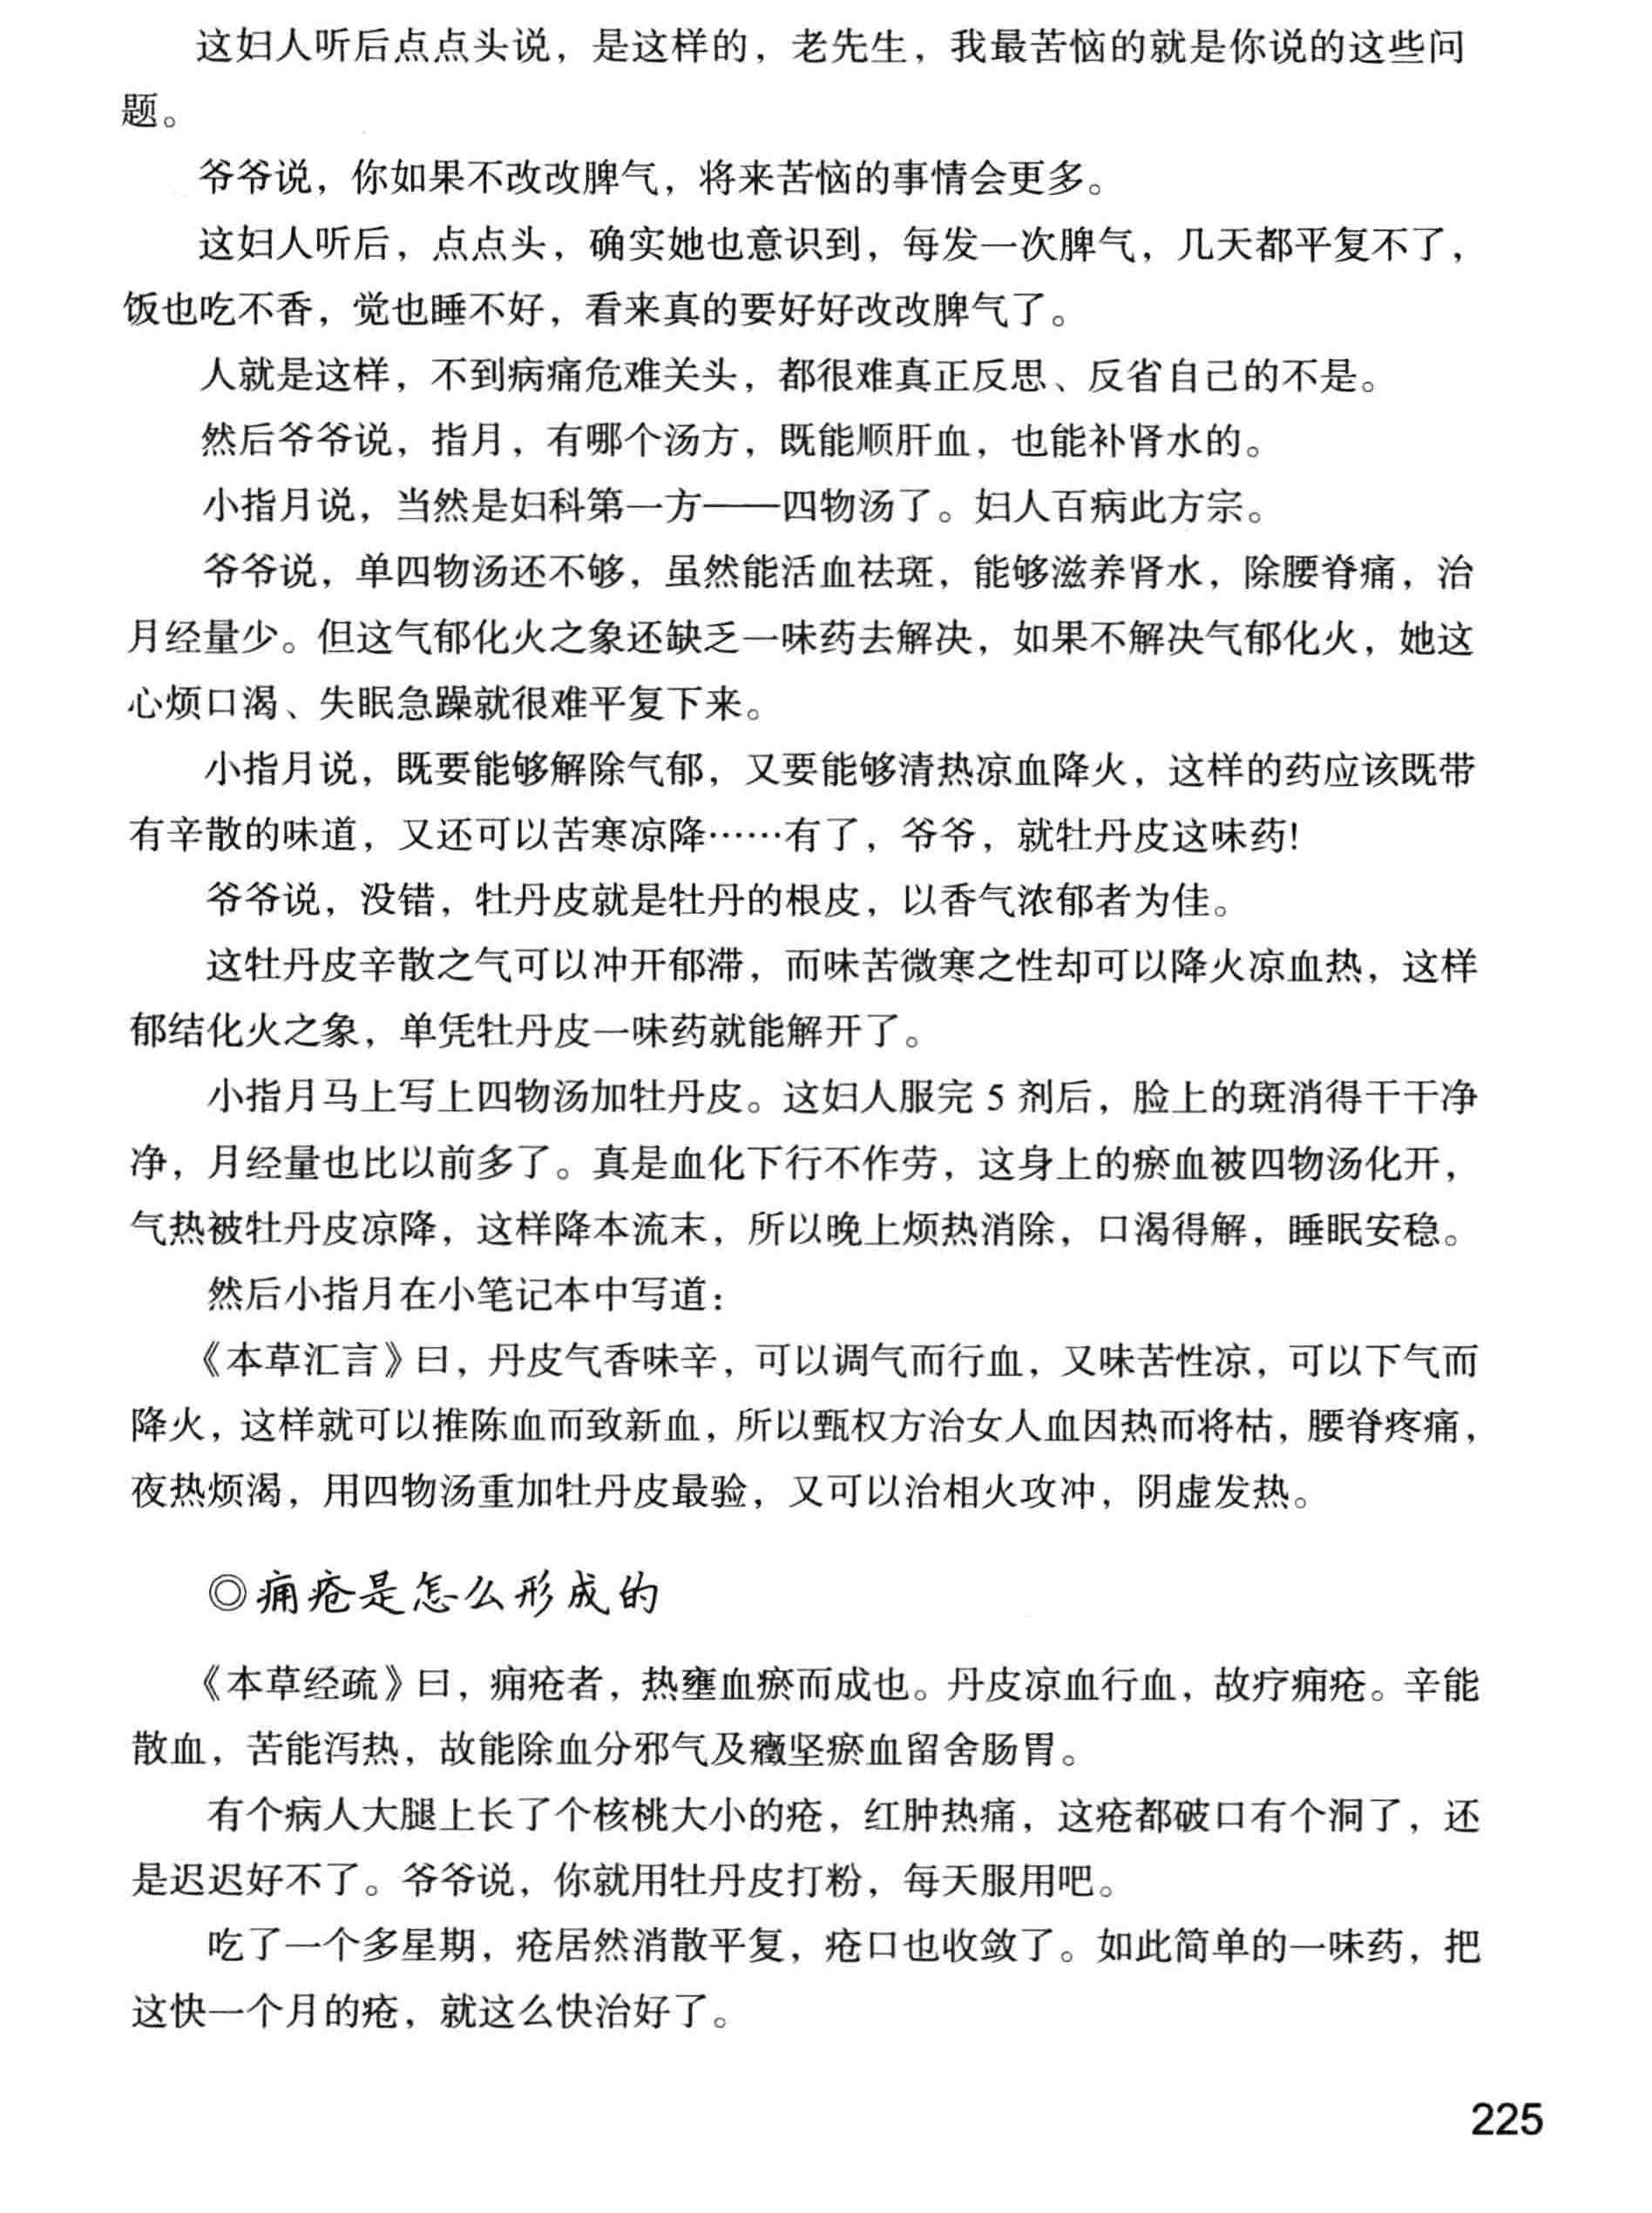 这妇人听后点点头说，是这样的，老先生，我最苦恼的就是你说的这些问
题。
爷爷说，你如果不改改脾气，将来苦恼的事情会更多。
这妇人听后，点点头，确实她也意识到，每发一次脾气，几天都平复不了，
饭也吃不香，觉也睡不好，看来真的要好好改改脾气了。
人就是这样，不到病痛危难关头，都很难真正反思、反省自己的不是。
然后爷爷说，指月，有哪个汤方，既能顺肝血，也能补肾水的。
小指月说，当然是妇科第一方——四物汤了。妇人百病此方宗。
爷爷说，单四物汤还不够，虽然能活血祛斑，能够滋养肾水，除腰脊痛，治
月经量少。但这气郁化火之象还缺乏一味药去解决，如果不解决气郁化火，她这
心烦口渴、失眠急躁就很难平复下来。
小指月说，既要能够解除气郁，又要能够清热凉血降火，这样的药应该既带
有辛散的味道，又还可以苦寒凉降……有了，爷爷，就牡丹皮这味药！
爷爷说，没错，牡丹皮就是牡丹的根皮，以香气浓郁者为佳。
这牡丹皮辛散之气可以冲开郁滞，而味苦微寒之性却可以降火凉血热，这样
郁结化火之象，单凭牡丹皮一味药就能解开了。
小指月马上写上四物汤加牡丹皮。这妇人服完 5 剂后，脸上的斑消得干干净
净，月经量也比以前多了。真是血化下行不作劳，这身上的瘀血被四物汤化开，
气热被牡丹皮凉降，这样降本流末，所以晚上烦热消除，口渴得解，睡眠安稳。
然后小指月在小笔记本中写道：
《本草汇言》曰，丹皮气香味辛，可以调气而行血，又味苦性凉，可以下气而
降火，这样就可以推陈血而致新血，所以甄权方治女人血因热而将枯，腰脊疼痛，
夜热烦渴，用四物汤重加牡丹皮最验，又可以治相火攻冲，阴虚发热。
◎痈疮是怎么形成的
《本草经疏》曰，痈疮者，热壅血瘀而成也。丹皮凉血行血，故疗痈疮。辛能
散血，苦能泻热，故能除血分邪气及癥坚瘀血留舍肠胃。
有个病人大腿上长了个核桃大小的疮，红肿热痛，这疮都破口有个洞了，还
是迟迟好不了。爷爷说，你就用牡丹皮打粉，每天服用吧。
吃了一个多星期，疮居然消散平复，疮口也收敛了。如此简单的一味药，把
这快一个月的疮，就这么快治好了。
225